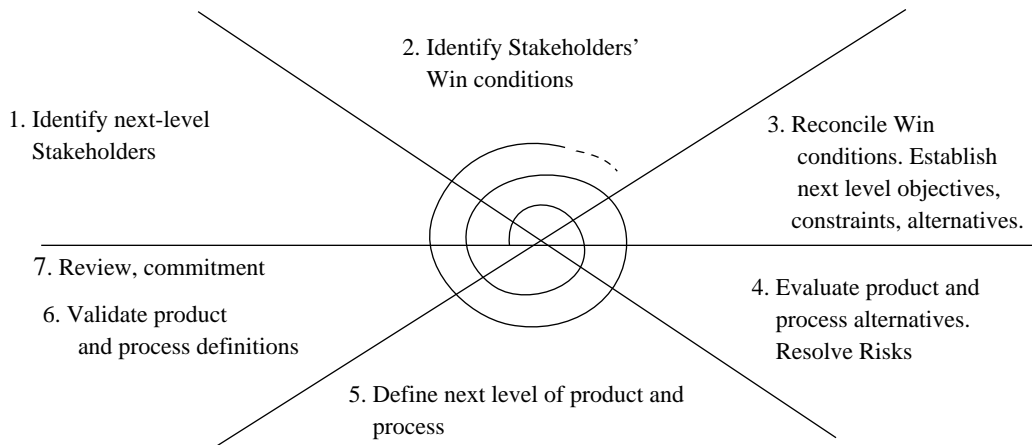 2. Identify Stakeholders’
Win conditions
1. Identify next-level
Stakeholders
3. Reconcile Win
conditions. Establish
next level objectives,
constraints, alternatives.
7. Review, commitment
6. Validate product
and process definitions
4. Evaluate product and
process alternatives.
Resolve Risks
5. Define next level of product and
process